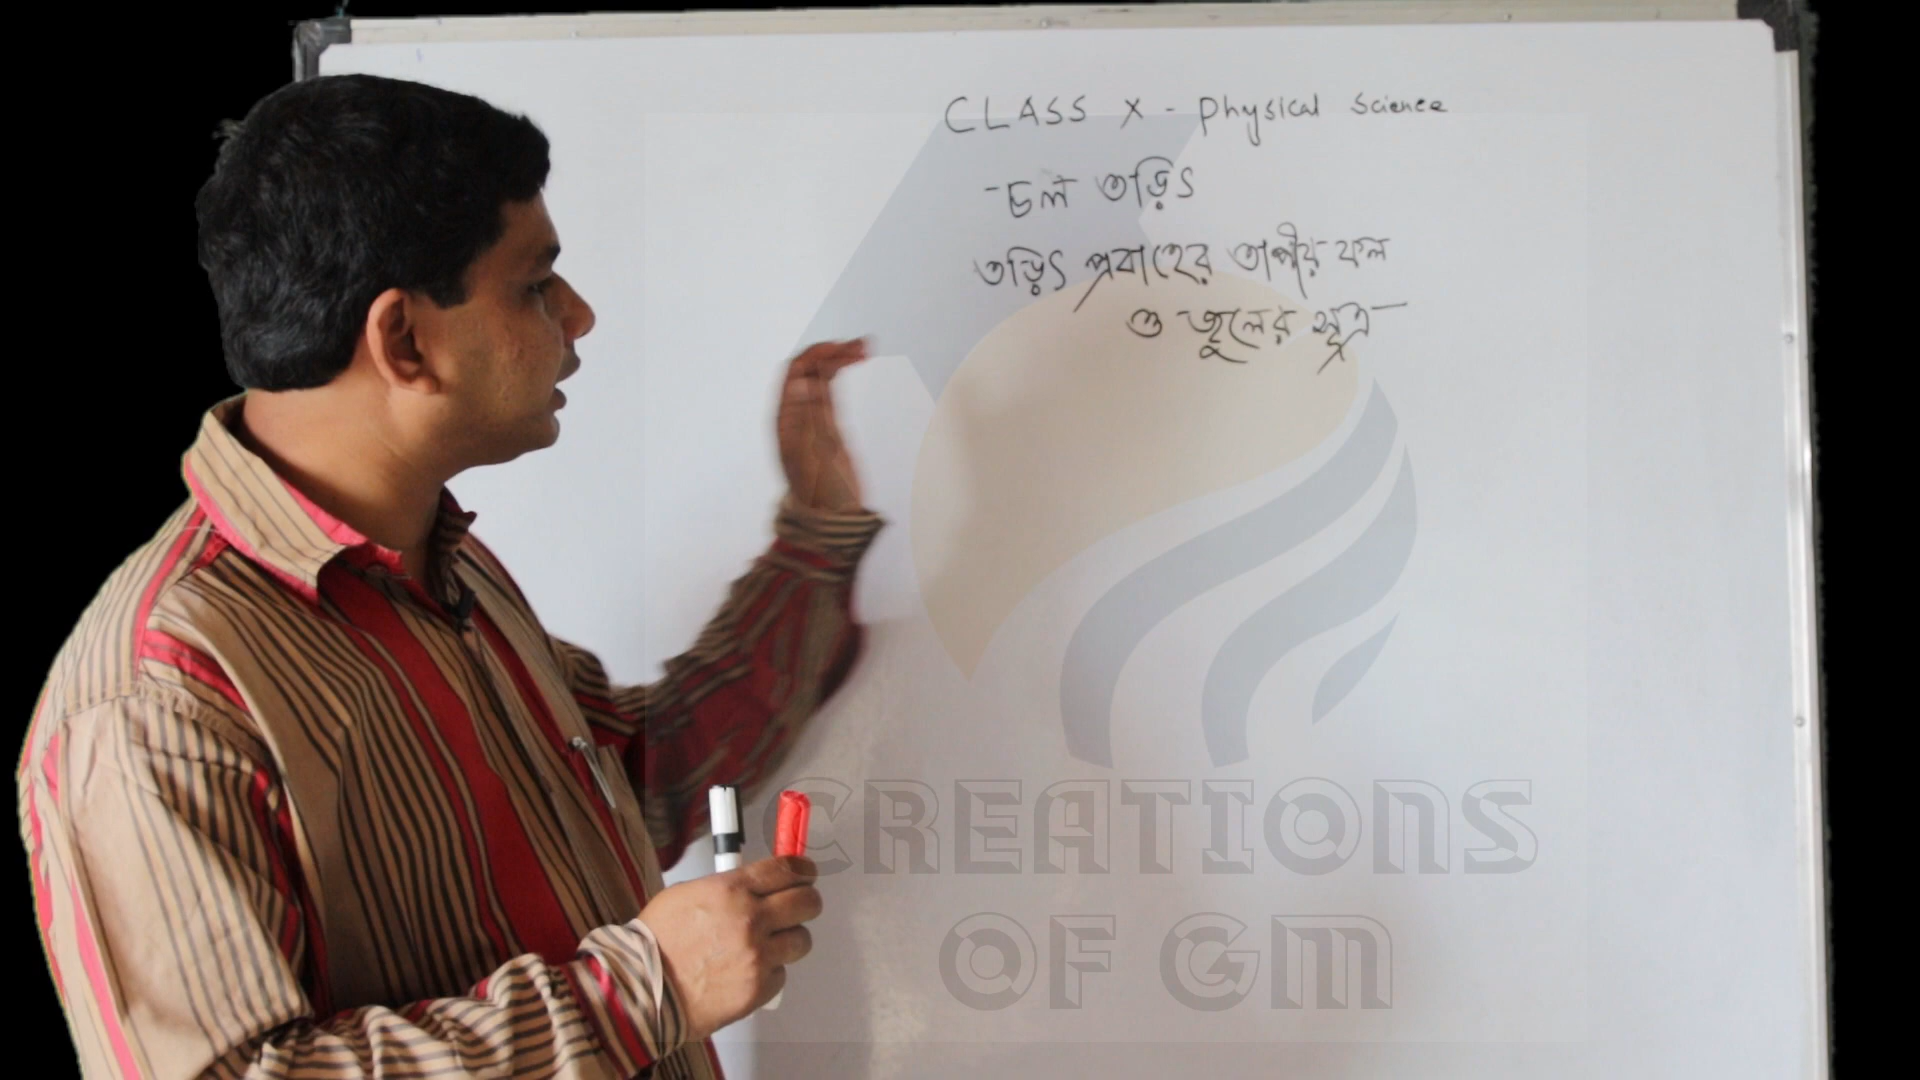 CLASS X - Physical Science
চল তড়িৎ
তড়িৎ প্রবাহের তাপীয় ফল
ও জুলের সূত্র
CREATIONS
OF GM